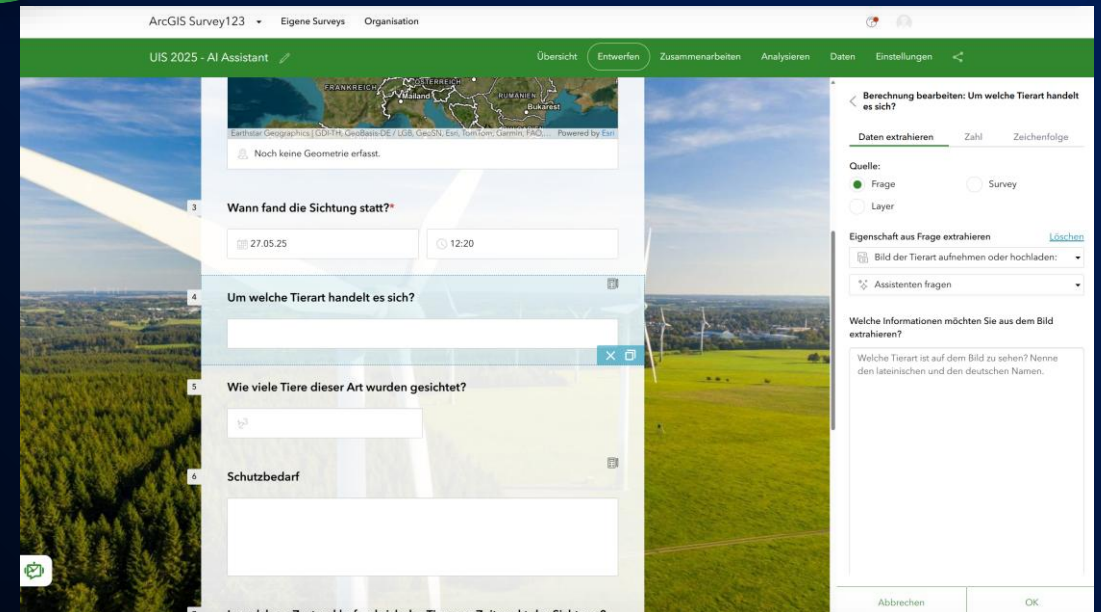 ArcGIS Survey123 Eigene Surveys Organisation
UIS 2025 - AI Assistant
Übersicht Entwerfen Zusammenarbeiten Analysieren Daten Einstellungen
FRANKREICH ÖSTERREICH
Mailand RUMÄNIEN
Bukarest
Earthstar Geographics | GDI-TH, GeoBasis-DE / LGB, GeoSN, Esri, TomTom, Garmin, FAO,... Powered by Esri
Noch keine Geometrie erfasst.
3 Wann fand die Sichtung statt?*
27.05.25 12:20
4 Um welche Tierart handelt es sich?
5 Wie viele Tiere dieser Art wurden gesichtet?
6 Schutzbedarf
Berechnung bearbeiten: Um welche Tierart handelt
es sich?
Daten extrahieren Zahl Zeichenfolge
Quelle:
Frage Survey
Layer
Eigenschaft aus Frage extrahieren Löschen
Bild der Tierart aufnehmen oder hochladen:
Assistenten fragen
Welche Informationen möchten Sie aus dem Bild
extrahieren?
Welche Tierart ist auf dem Bild zu sehen? Nenne
den lateinischen und den deutschen Namen.
Abbrechen OK